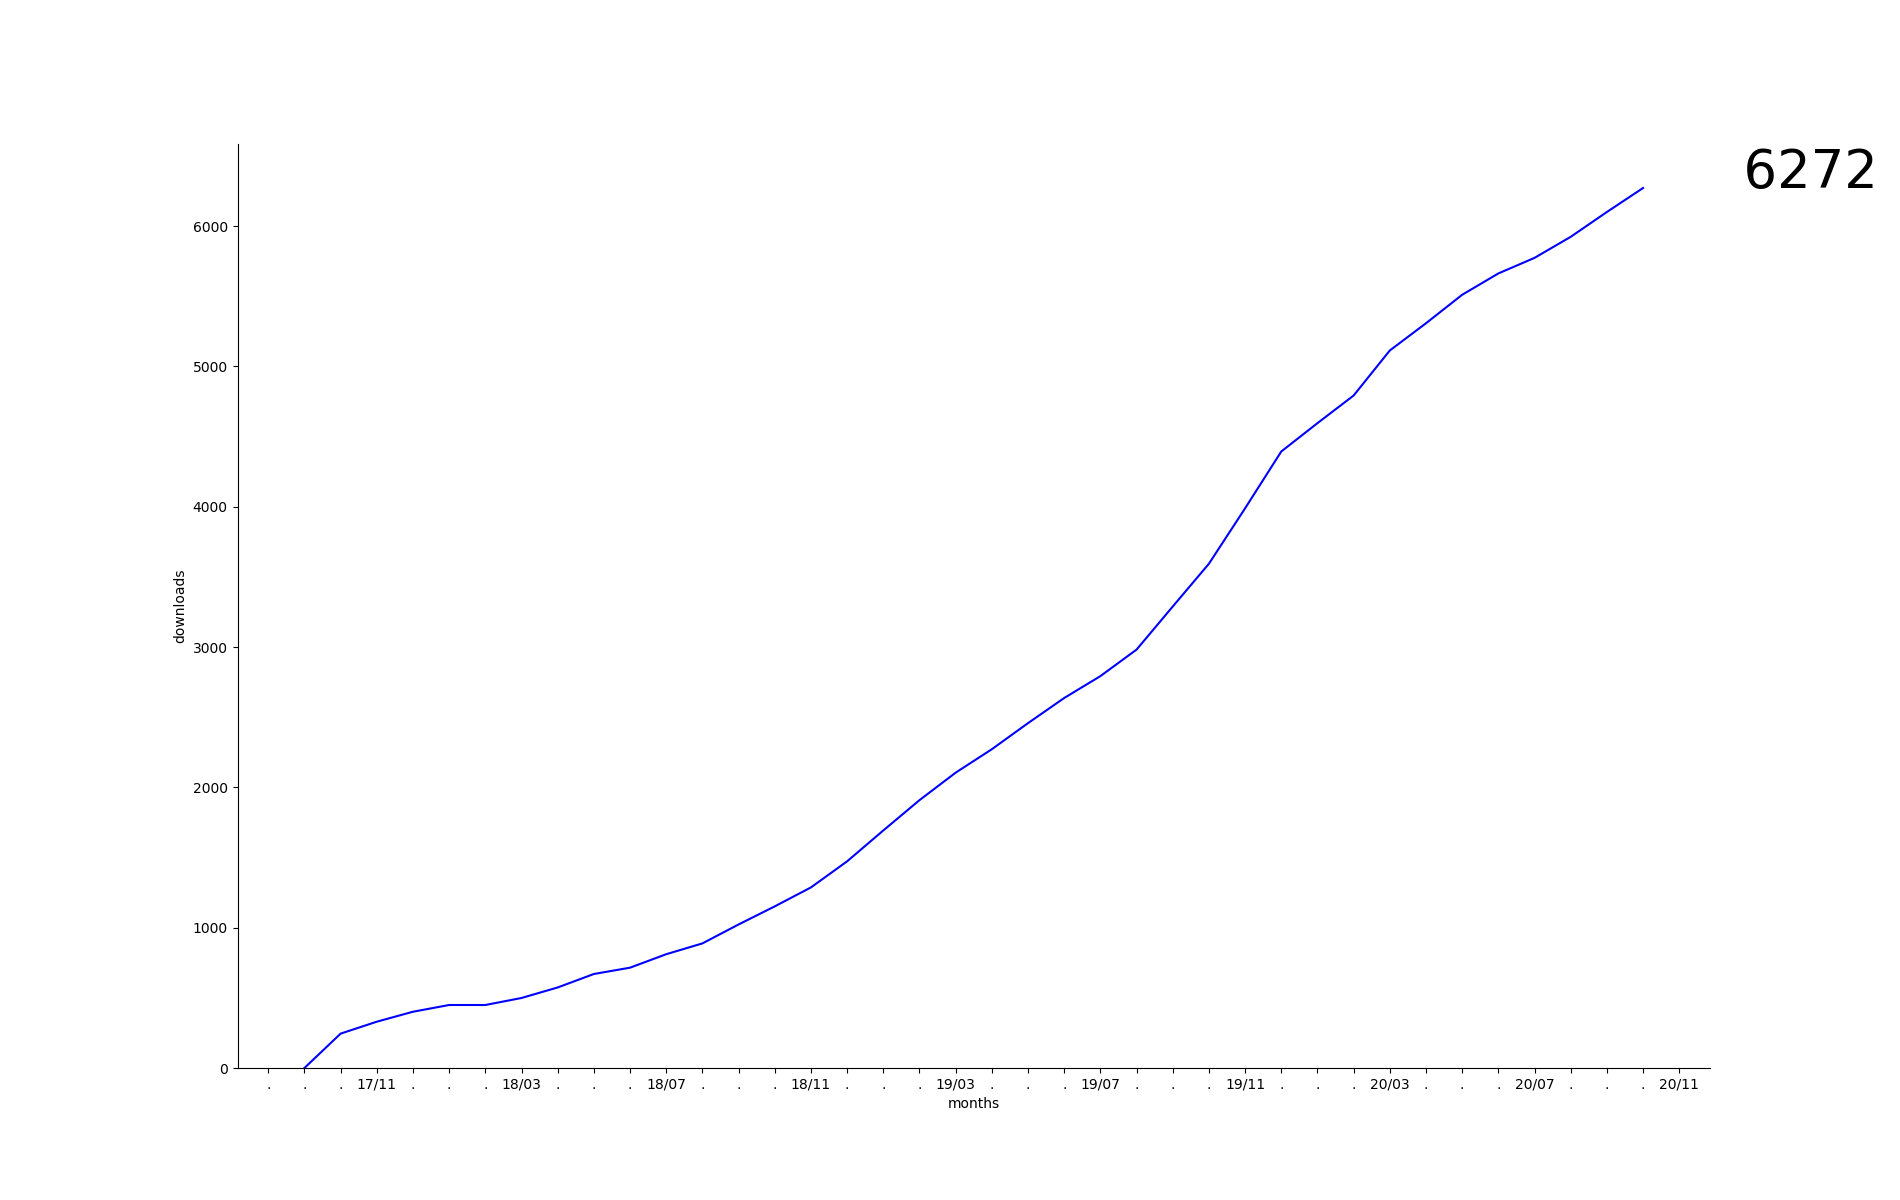 6272
6000
5000
4000
3000
2000
1000
0
downloads
. . . 17/11 . . . 18/03 . . . 18/07 . . . 18/11 . . . 19/03 . . . 19/07 . . . 19/11 . . . 20/03 . . . 20/07 . . . 20/11
months